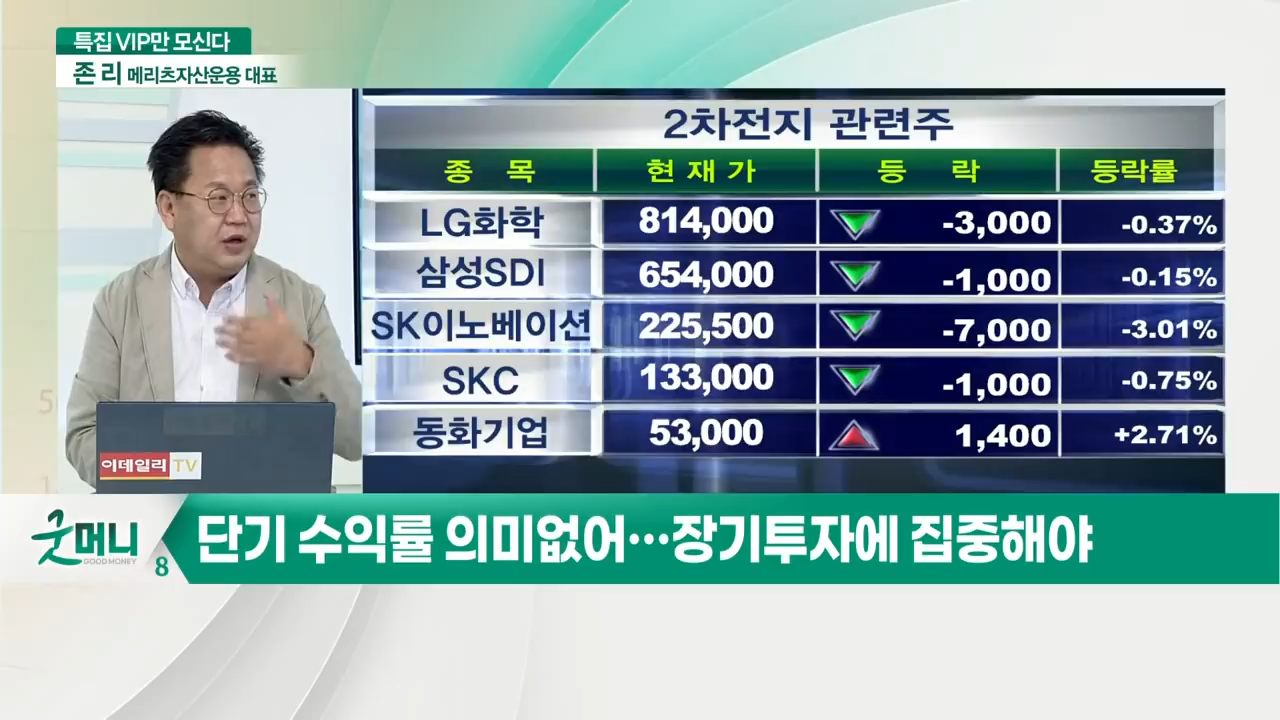 특집 VIP만 모신다
존 리 메리츠자산운용 대표
2차전지 관련주
종 목 현 재 가 등 락 등락률
LG화학 814,000 -3,000 -0.37%
삼성SDI 654,000 -1,000 -0.15%
SK이노베이션 225,500 -7,000 -3.01%
SKC 133,000 -1,000 -0.75%
동화기업 53,000 1,400 +2.71%
5
이데일리 TV
1
굿머니
GOOD MONEY
8
단기 수익률 의미없어…장기투자에 집중해야